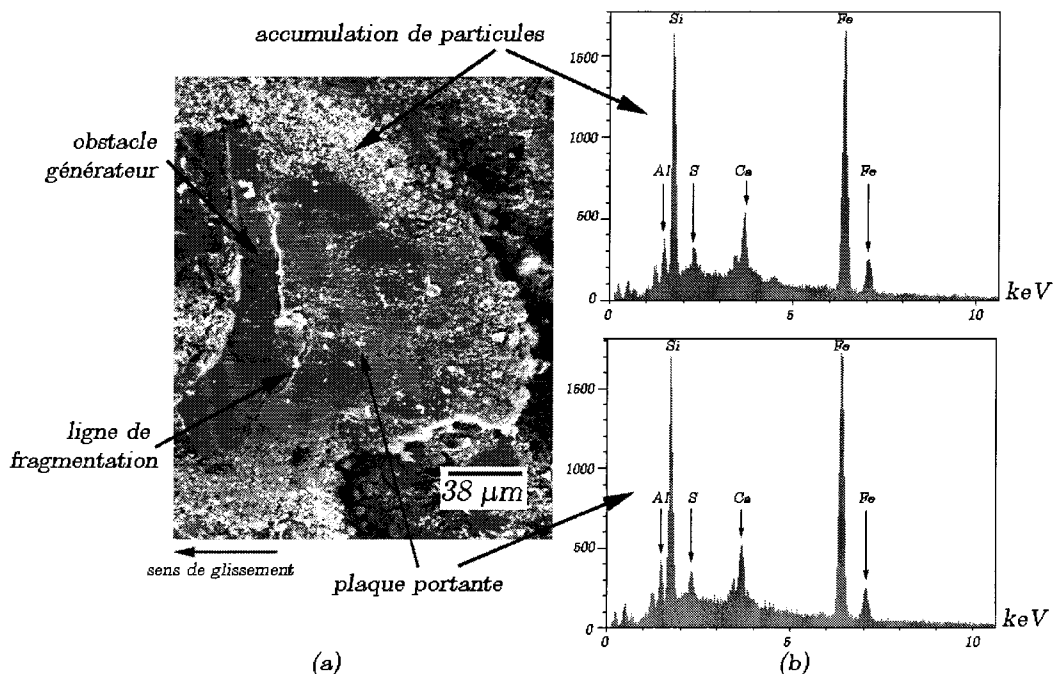 accumulation de particules
obstacle
générateur
ligne de
fragmentation
38 µm
sens de glissement
plaque portante
(a)
Si
Fe
1500
1000
Al
S
Ca
Fe
500
0
0
5
10
keV
Si
Fe
1500
1000
Al
S
Ca
Fe
500
0
0
5
10
keV
(b)